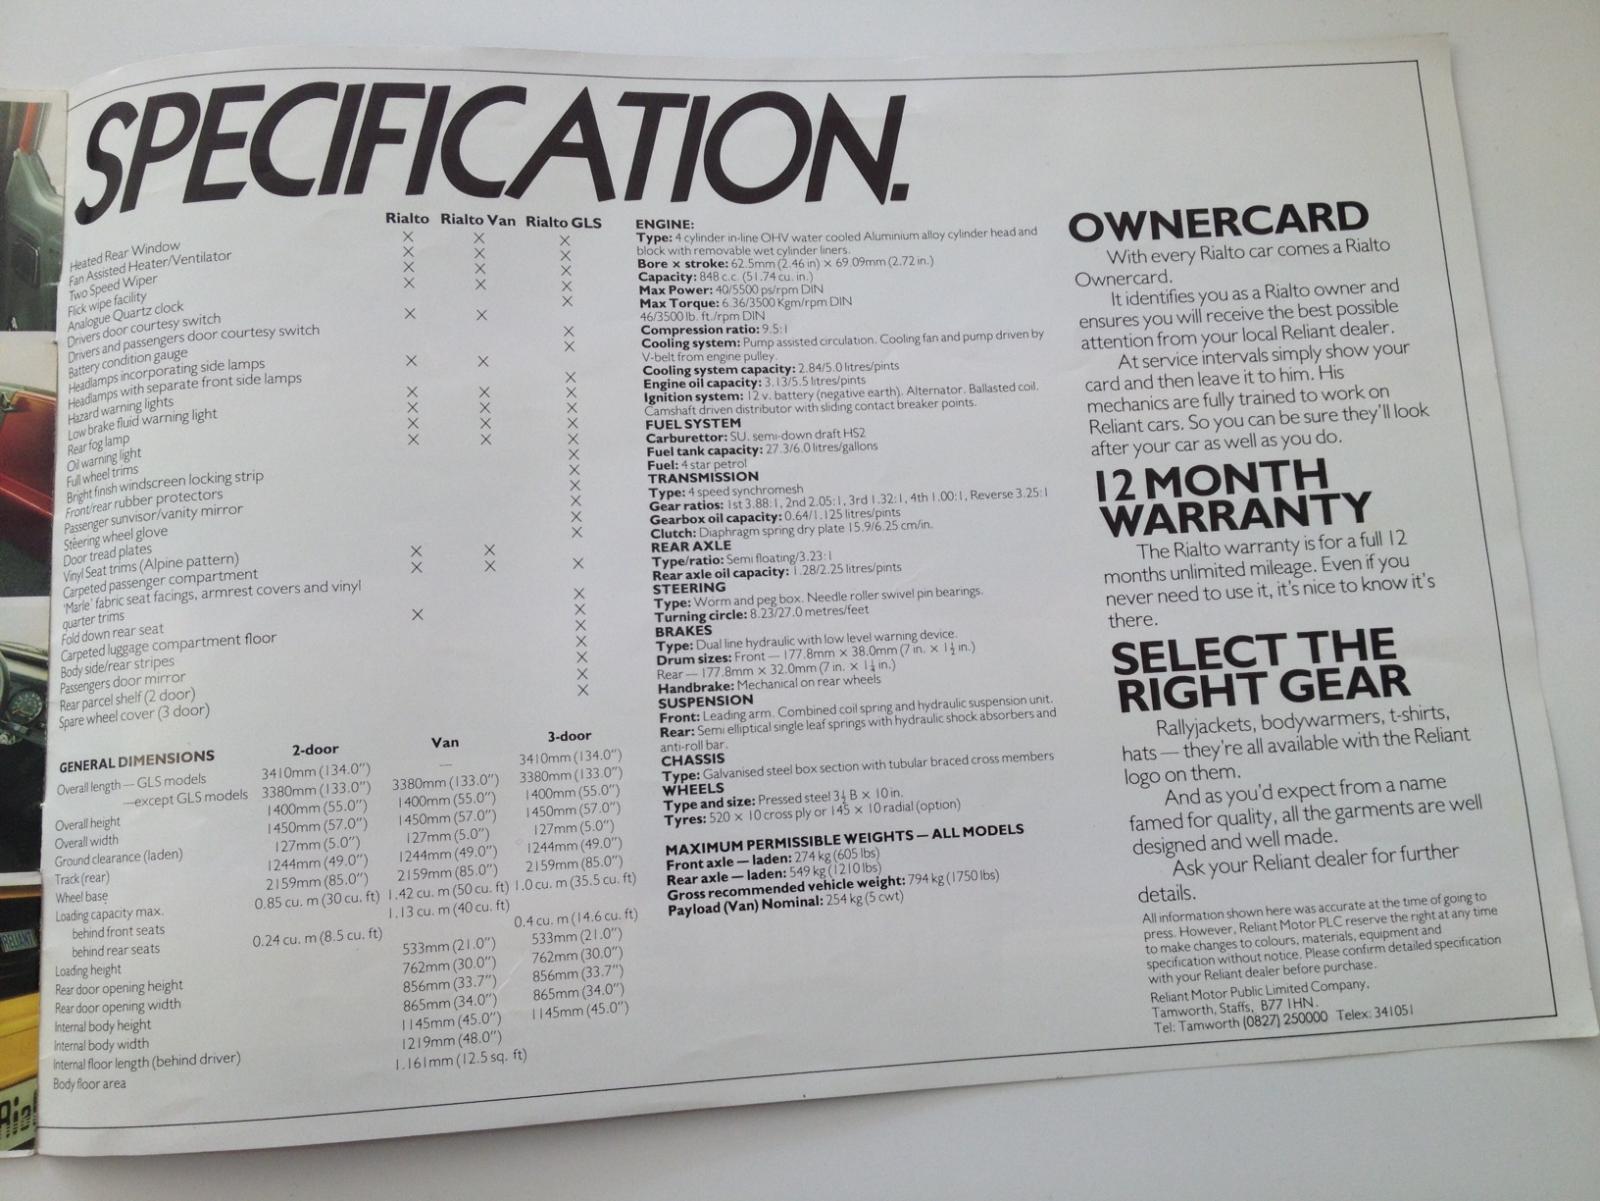 SPECIFICATION.
Rialto Rialto Van Rialto GLS
Heated Rear Window X X X
Fan Assisted Heater/Ventilator X X X
Two Speed Wiper X X X
Flick wipe facility X X X
Analogue Quartz clock X
Drivers door courtesy switch X X
Drivers and passengers door courtesy switch X
Battery condition gauge X
Headlamps incorporating side lamps X X
Headlamps with separate front side lamps X
Hazard warning lights X X X
Low brake fluid warning light X X X
Rear fog lamp X X X
Oil warning light X X X
Full wheel trims X
Bright finish windscreen locking strip X
Front/rear rubber protectors X
Passenger sunvisor/vanity mirror X
Steering wheel glove X
Door tread plates X
Vinyl Seat trims (Alpine pattern) X X
Carpeted passenger compartment X X X
'Marle' fabric seat facings, armrest covers and vinyl
quarter trims X
Fold down rear seat X
Carpeted luggage compartment floor X X
Body side/rear stripes X
Passengers door mirror X
Rear parcel shelf (2 door) X
Spare wheel cover (3 door) X
GENERAL DIMENSIONS 2-door Van 3-door
Overall length — GLS models 3410mm (134.0") — 3410mm (134.0")
—except GLS models 3380mm (133.0") 3380mm (133.0") 3380mm (133.0")
Overall height 1400mm (55.0") 1400mm (55.0") 1400mm (55.0")
Overall width 1450mm (57.0") 1450mm (57.0") 1450mm (57.0")
Ground clearance (laden) 127mm (5.0") 127mm (5.0") 127mm (5.0")
Track (rear) 1244mm (49.0") 1244mm (49.0") 1244mm (49.0")
Wheel base 2159mm (85.0") 2159mm (85.0") 2159mm (85.0")
Loading capacity max. 0.85 cu. m (30 cu. ft) 1.42 cu. m (50 cu. ft) 1.0 cu. m (35.5 cu. ft)
behind front seats 1.13 cu. m (40 cu. ft)
behind rear seats 0.24 cu. m (8.5 cu. ft) 0.4 cu. m (14.6 cu. ft)
Loading height 533mm (21.0") 533mm (21.0")
Rear door opening height 762mm (30.0") 762mm (30.0")
Rear door opening width 856mm (33.7") 856mm (33.7")
Internal body height 865mm (34.0") 865mm (34.0")
Internal body width 1145mm (45.0") 1145mm (45.0")
Internal floor length (behind driver) 1219mm (48.0")
Body floor area 1.161mm (12.5 sq. ft)
ENGINE:
Type: 4 cylinder in-line OHV water cooled Aluminium alloy cylinder head and
block with removable wet cylinder liners.
Bore × stroke: 62.5mm (2.46 in) × 69.09mm (2.72 in.)
Capacity: 848 c.c. (51.74 cu. in.)
Max Power: 40/5500 ps/rpm DIN
Max Torque: 6.36/3500 Kgm/rpm DIN
46/3500 lb. ft./rpm DIN
Compression ratio: 9.5:1
Cooling system: Pump assisted circulation. Cooling fan and pump driven by
V-belt from engine pulley.
Cooling system capacity: 2.84/5.0 litres/pints
Engine oil capacity: 3.13/5.5 litres/pints
Ignition system: 12 v. battery (negative earth). Alternator. Ballasted coil.
Camshaft driven distributor with sliding contact breaker points.
FUEL SYSTEM
Carburettor: SU. semi-down draft HS2
Fuel tank capacity: 27.3/6.0 litres/gallons
Fuel: 4 star petrol
TRANSMISSION
Type: 4 speed synchromesh
Gear ratios: 1st 3.88:1, 2nd 2.05:1, 3rd 1.32:1, 4th 1.00:1, Reverse 3.25:1
Gearbox oil capacity: 0.64/1.125 litres/pints
Clutch: Diaphragm spring dry plate 15.9/6.25 cm/in.
REAR AXLE
Type/ratio: Semi floating/3.23:1
Rear axle oil capacity: 1.28/2.25 litres/pints
STEERING
Type: Worm and peg box. Needle roller swivel pin bearings.
Turning circle: 8.23/27.0 metres/feet
BRAKES
Type: Dual line hydraulic with low level warning device.
Drum sizes: Front — 177.8mm × 38.0mm (7 in. × 1½ in.)
Rear — 177.8mm × 32.0mm (7 in. × 1¼ in.)
Handbrake: Mechanical on rear wheels
SUSPENSION
Front: Leading arm. Combined coil spring and hydraulic suspension unit.
Rear: Semi elliptical single leaf springs with hydraulic shock absorbers and
anti-roll bar.
CHASSIS
Type: Galvanised steel box section with tubular braced cross members
WHEELS
Type and size: Pressed steel 3½ B × 10 in.
Tyres: 520 × 10 cross ply or 145 × 10 radial (option)
MAXIMUM PERMISSIBLE WEIGHTS — ALL MODELS
Front axle — laden: 274 kg (605 lbs)
Rear axle — laden: 549 kg (1210 lbs)
Gross recommended vehicle weight: 794 kg (1750 lbs)
Payload (Van) Nominal: 254 kg (5 cwt)
OWNERCARD
With every Rialto car comes a Rialto
Ownercard.
It identifies you as a Rialto owner and
ensures you will receive the best possible
attention from your local Reliant dealer.
At service intervals simply show your
card and then leave it to him. His
mechanics are fully trained to work on
Reliant cars. So you can be sure they'll look
after your car as well as you do.
12 MONTH
WARRANTY
The Rialto warranty is for a full 12
months unlimited mileage. Even if you
never need to use it, it's nice to know it's
there.
SELECT THE
RIGHT GEAR
Rallyjackets, bodywarmers, t-shirts,
hats — they're all available with the Reliant
logo on them.
And as you'd expect from a name
famed for quality, all the garments are well
designed and well made.
Ask your Reliant dealer for further
details.
All information shown here was accurate at the time of going to
press. However, Reliant Motor PLC reserve the right at any time
to make changes to colours, materials, equipment and
specification without notice. Please confirm detailed specification
with your Reliant dealer before purchase.
Reliant Motor Public Limited Company,
Tamworth, Staffs, B77 1HN.
Tel: Tamworth (0827) 250000 Telex: 341051
RELIANT